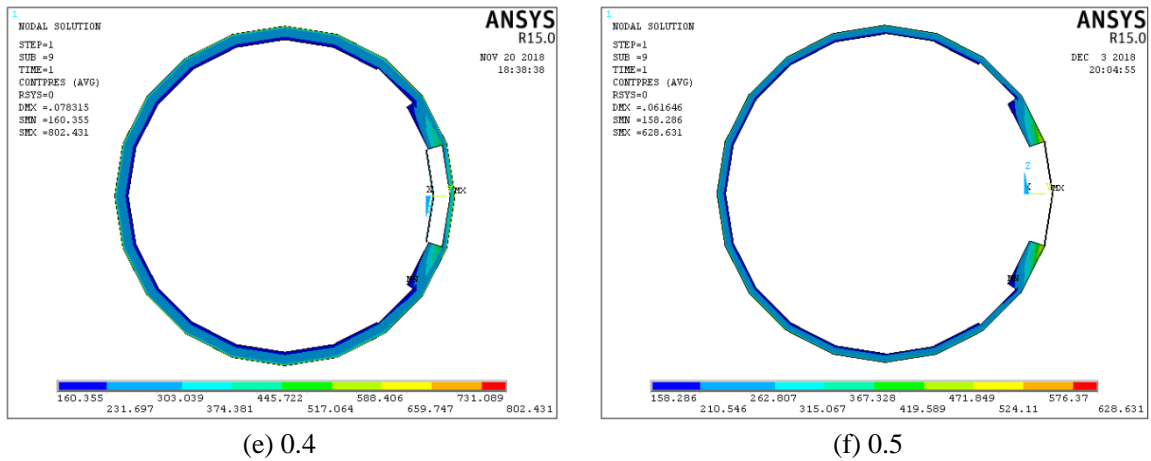 1
NODAL SOLUTION
STEP=1
SUB =9
TIME=1
CONTPRES (AVG)
RSYS=0
DMX =.078315
SMN =160.355
SMX =802.431
ANSYS
R15.0
NOV 20 2018
18:38:38
X
MX
MN
160.355 303.039 445.722 588.406 731.089
231.697 374.381 517.064 659.747 802.431
(e) 0.4
1
NODAL SOLUTION
STEP=1
SUB =9
TIME=1
CONTPRES (AVG)
RSYS=0
DMX =.061646
SMN =158.286
SMX =628.631
ANSYS
R15.0
DEC 3 2018
20:04:55
Z
X
MX
MN
158.286 262.807 367.328 471.849 576.37
210.546 315.067 419.589 524.11 628.631
(f) 0.5